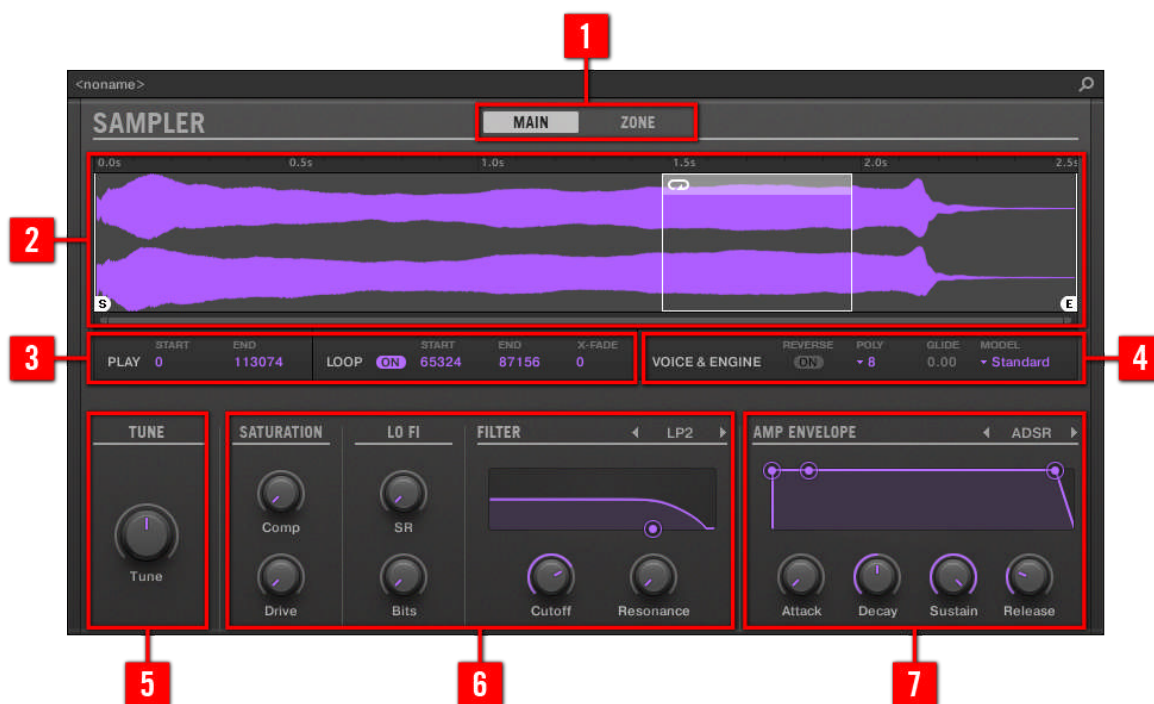 1
<noname>
SAMPLER
MAIN ZONE
0.0s 0.5s 1.0s 1.5s 2.0s 2.5s
2
S E
3
START END START END X-FADE
PLAY 0 113074 LOOP ON 65324 87156 0
REVERSE POLY GLIDE MODEL
VOICE & ENGINE ON 8 0.00 Standard
4
TUNE SATURATION LO FI FILTER LP2 AMP ENVELOPE ADSR
Comp SR
Tune
Drive Bits Cutoff Resonance Attack Decay Sustain Release
5 6 7